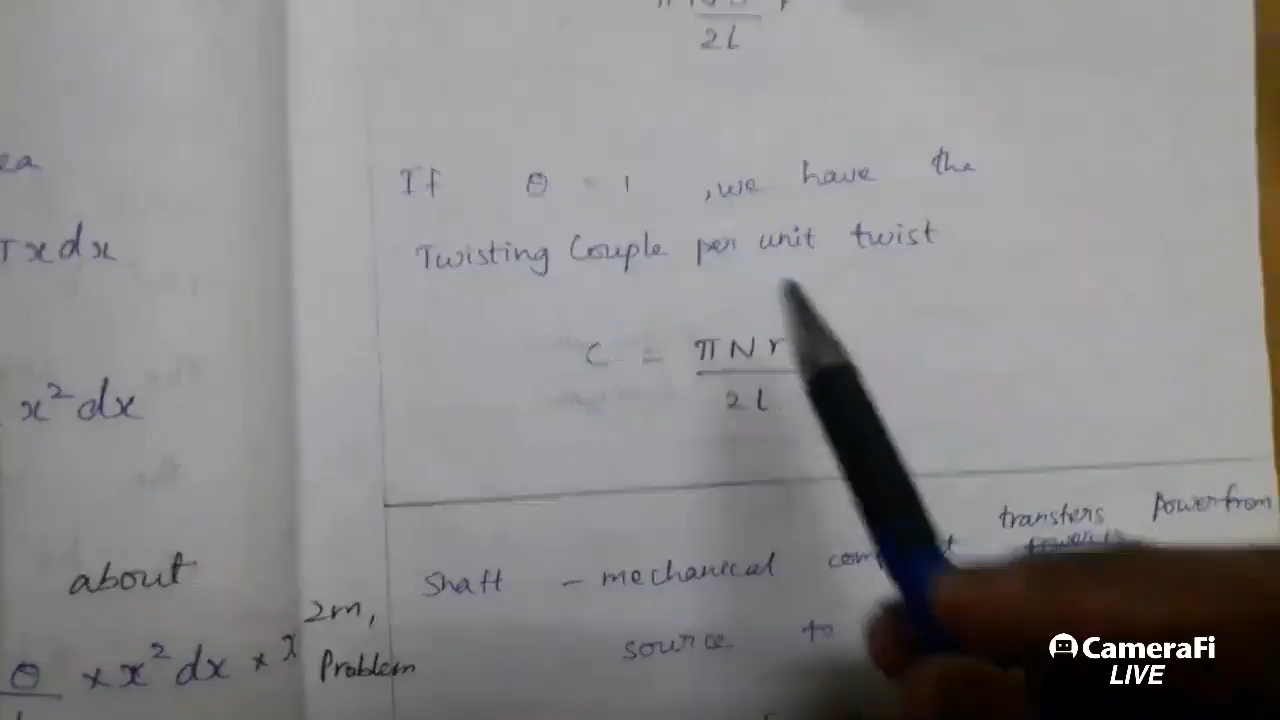 2L
ea
If θ = 1 , we have the
π x dx
Twisting Couple per unit twist
C = πNr
2L
x² dx
transfers Power from
Shaft - mechanical
about
source to
2m,
θ × x² dx × x
Problem
CameraFi
LIVE